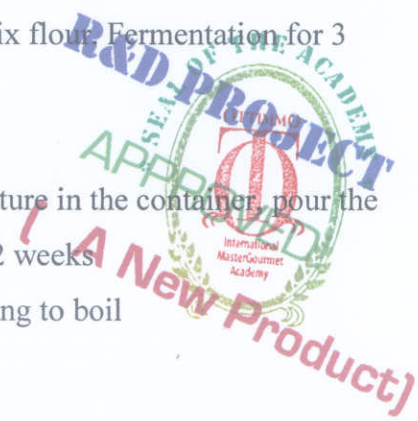 ix flour. Fermentation for 3
R&D PROJECT
SEAL OF THE ACADEMY
APPROVED
International
MasterGourmet
Academy
ture in the container, pour the
2 weeks
( A New Product)
ng to boil